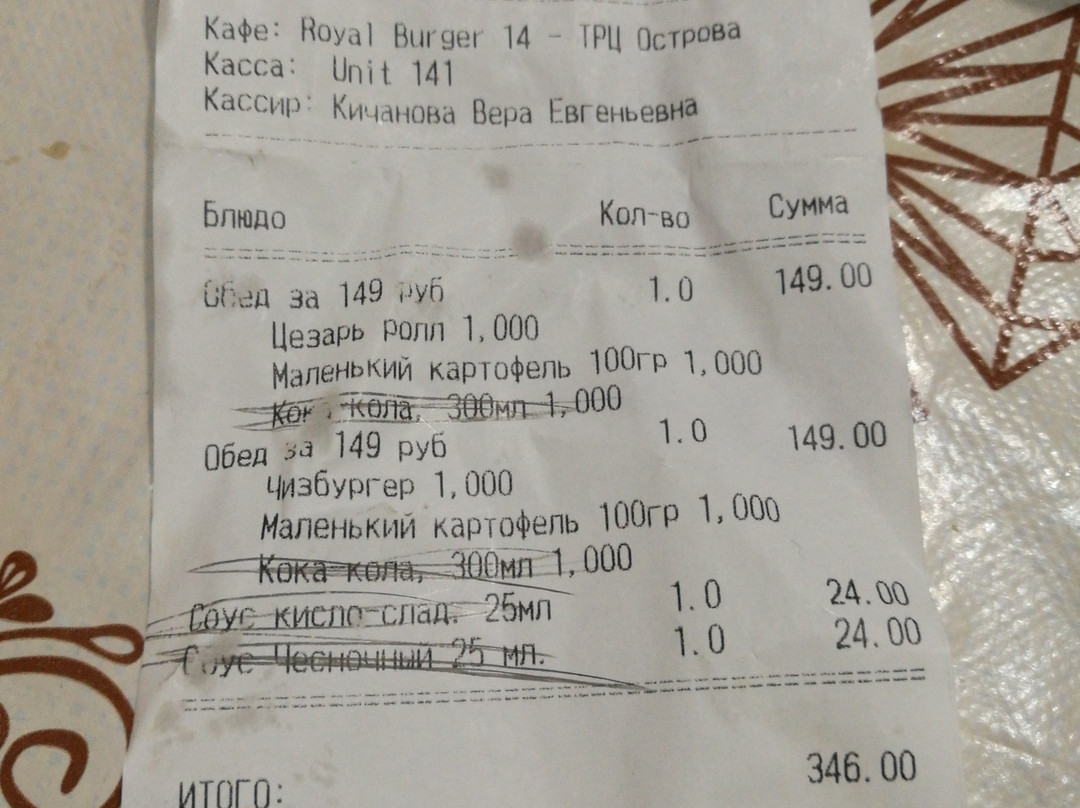 Кафе: Royal Burger 14 - ТРЦ Острова
Касса: Unit 141
Кассир: Кичанова Вера Евгеньевна
Блюдо Кол-во Сумма
Обед за 149 руб 1.0 149.00
Цезарь ролл 1,000
Маленький картофель 100гр 1,000
Кока-кола, 300мл 1,000
Обед за 149 руб 1.0 149.00
Чизбургер 1,000
Маленький картофель 100гр 1,000
Кока-кола, 300мл 1,000
Соус кисло-слад. 25мл 1.0 24.00
Соус Чесночный 25 мл. 1.0 24.00
ИТОГО: 346.00